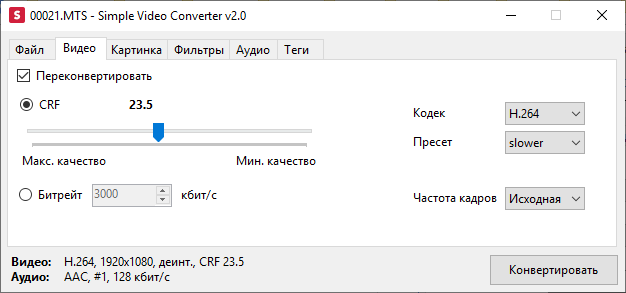 S 00021.MTS - Simple Video Converter v2.0
Файл Видео Картинка Фильтры Аудио Теги
Переконвертировать
CRF 23.5
Макс. качество Мин. качество
Битрейт 3000 кбит/с
Кодек H.264
Пресет slower
Частота кадров Исходная
Видео: H.264, 1920x1080, деинт., CRF 23.5
Аудио: AAC, #1, 128 кбит/с
Конвертировать